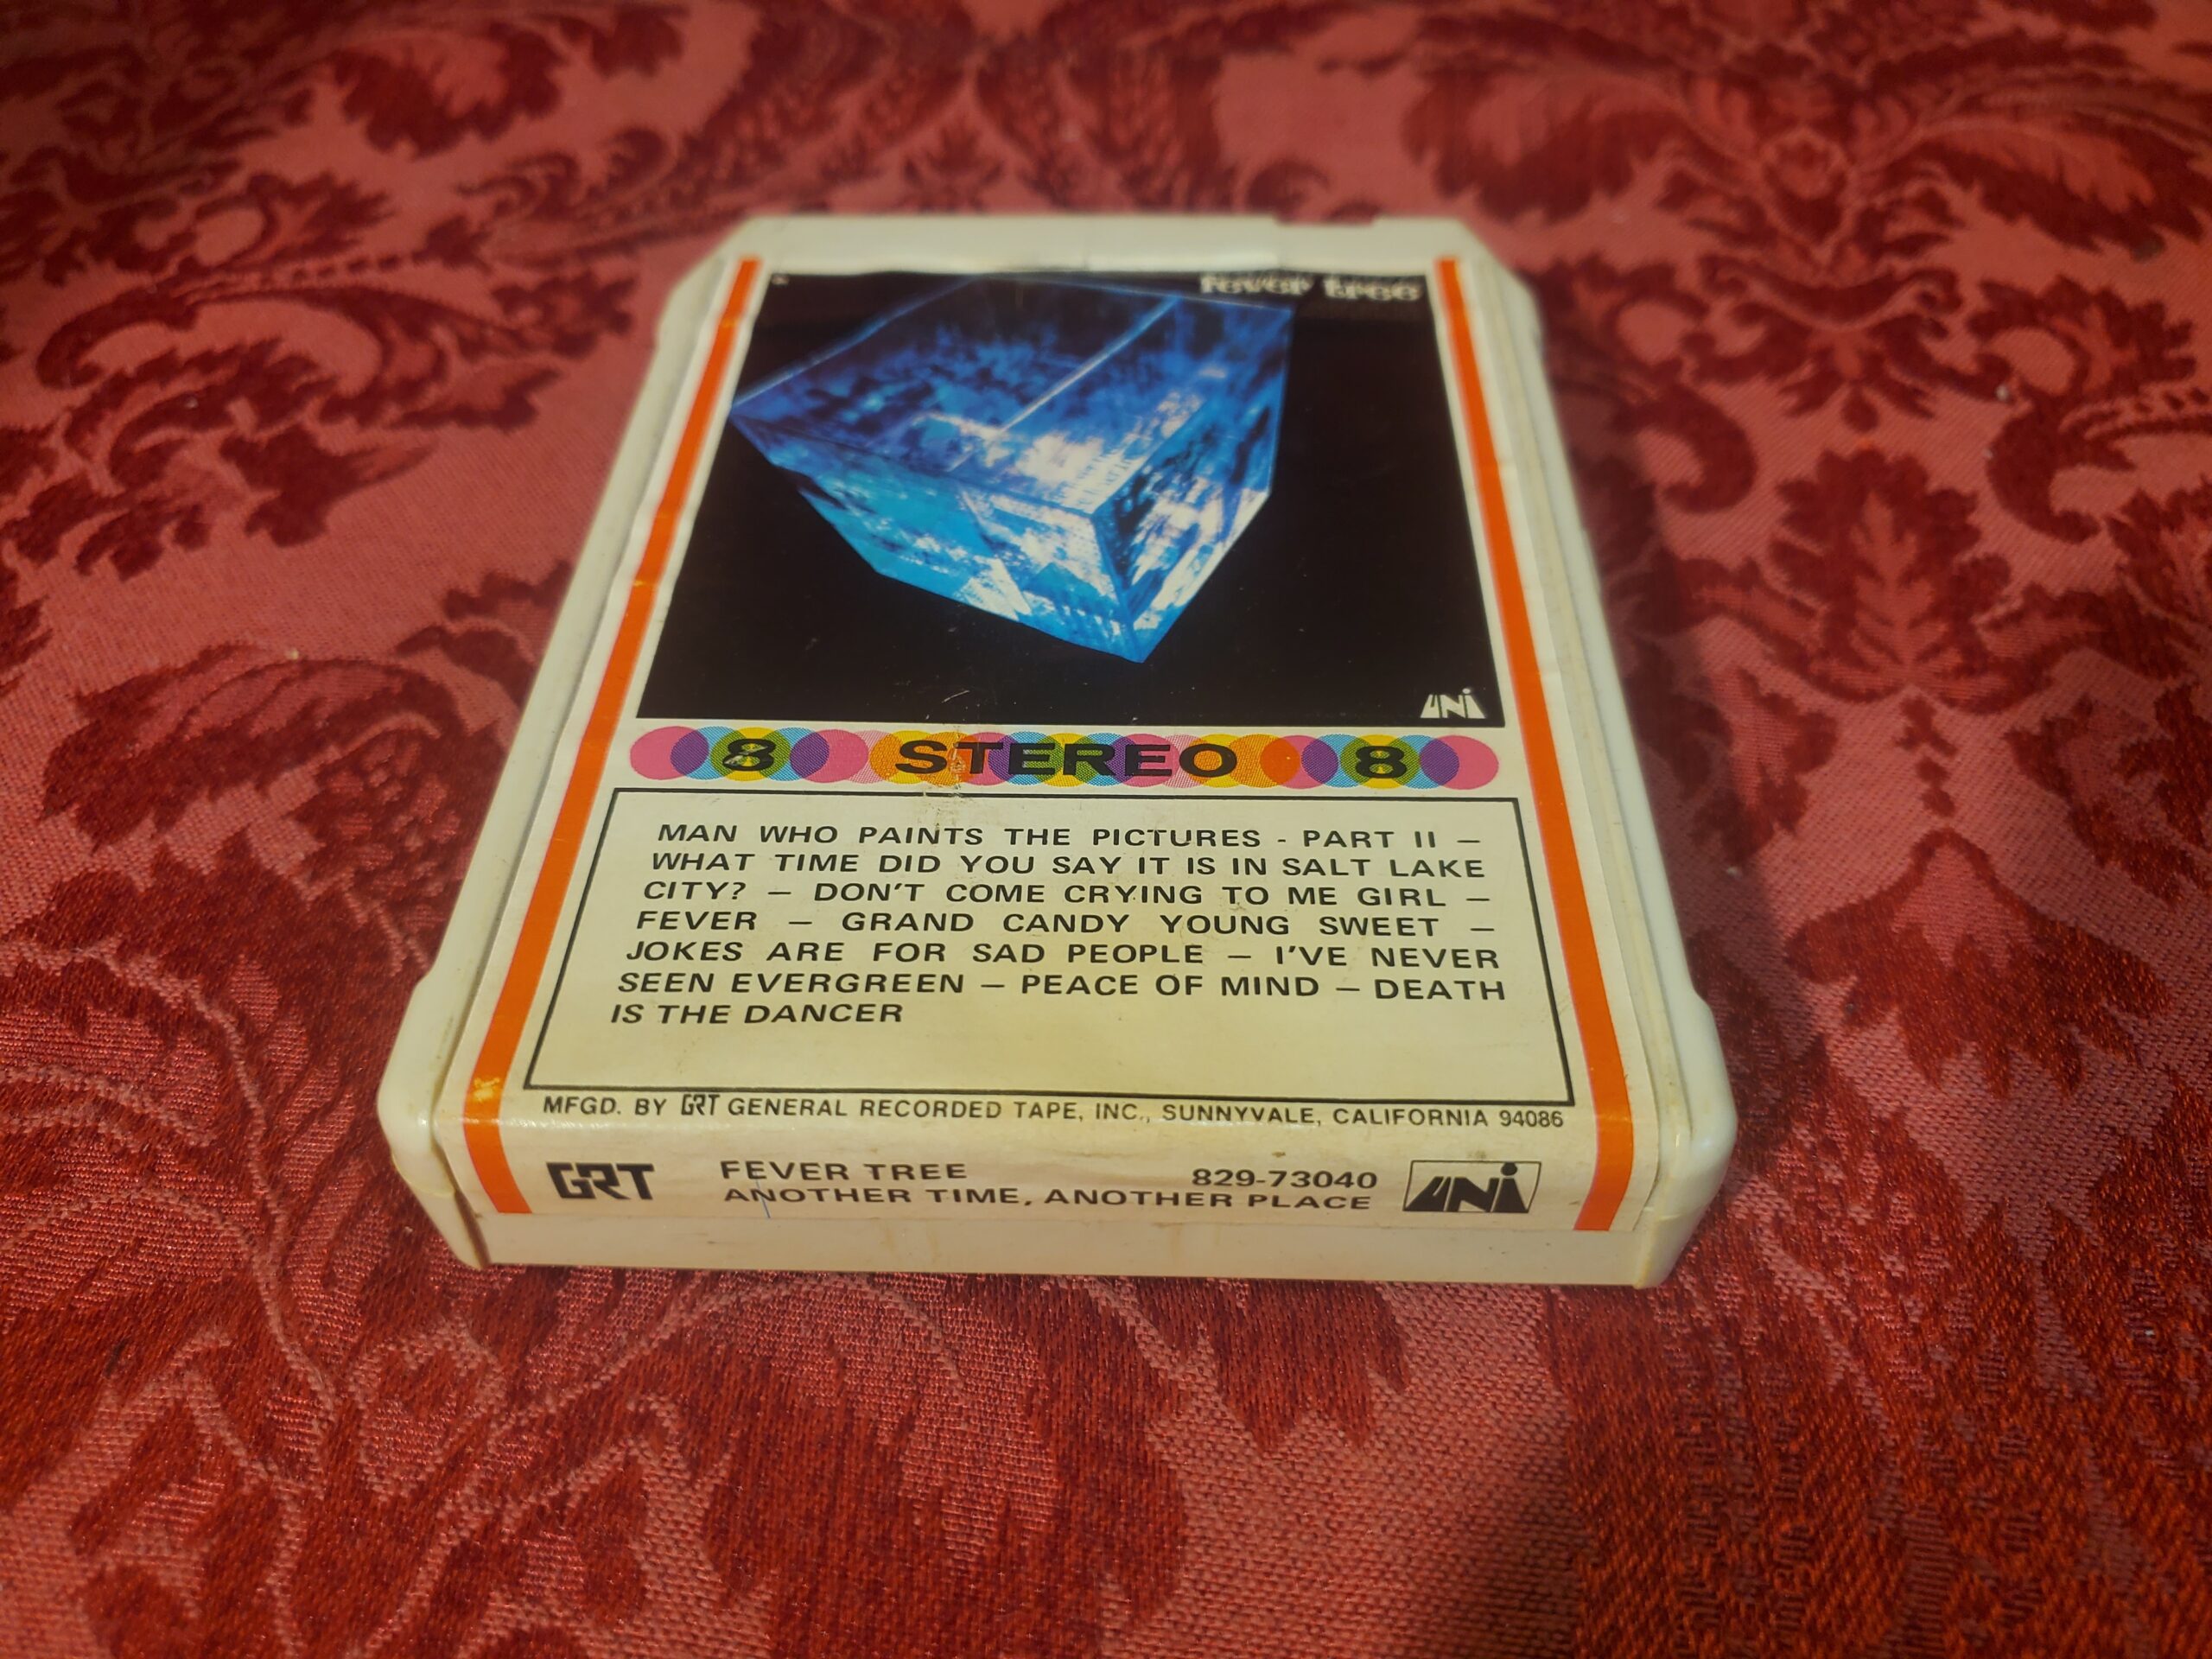 fever tree
UNi
8 STEREO 8
MAN WHO PAINTS THE PICTURES - PART II —
WHAT TIME DID YOU SAY IT IS IN SALT LAKE
CITY? — DON'T COME CRYING TO ME GIRL —
FEVER — GRAND CANDY YOUNG SWEET —
JOKES ARE FOR SAD PEOPLE — I'VE NEVER
SEEN EVERGREEN — PEACE OF MIND — DEATH
IS THE DANCER
MFGD. BY GRT GENERAL RECORDED TAPE, INC., SUNNYVALE, CALIFORNIA 94086
GRT FEVER TREE 829-73040 UNi
ANOTHER TIME, ANOTHER PLACE